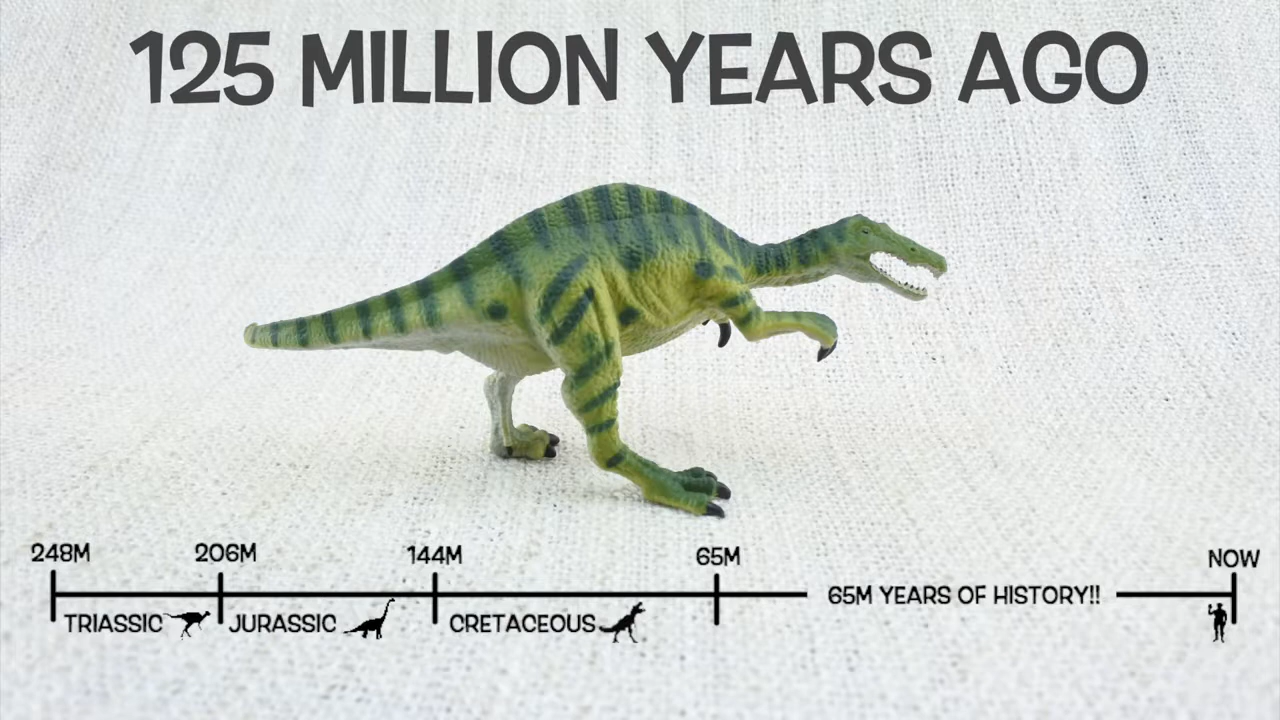 125 MILLION YEARS AGO
248M 206M 144M 65M NOW
65M YEARS OF HISTORY!!
TRIASSIC JURASSIC CRETACEOUS